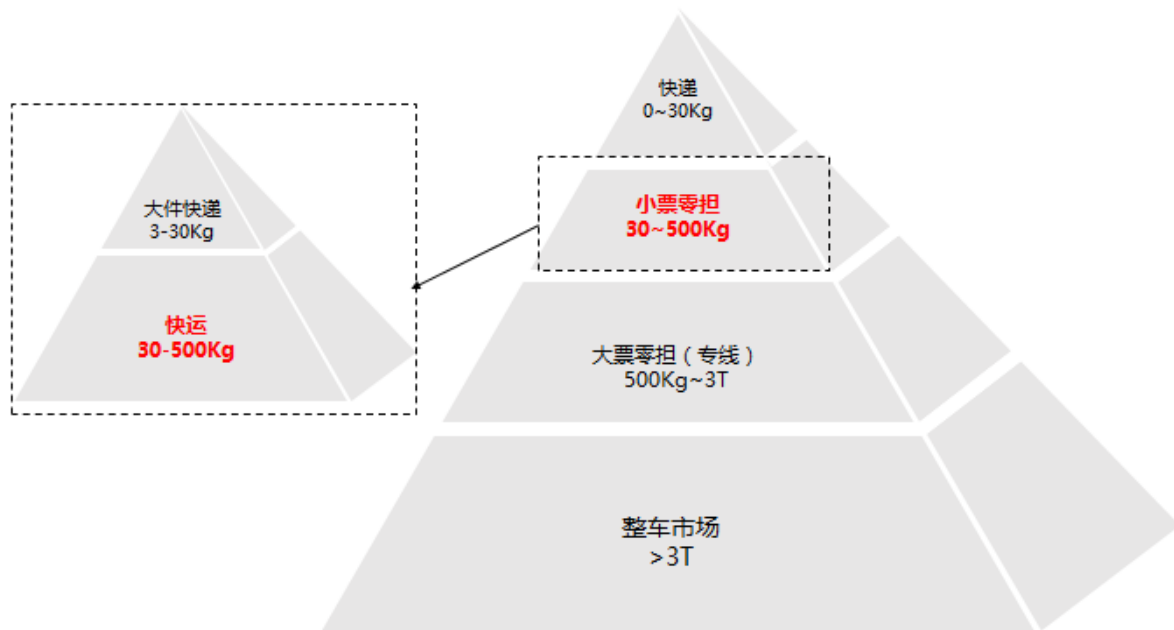 快递
0~30Kg
小票零担
30~500Kg
大票零担（专线）
500Kg~3T
整车市场
>3T
大件快递
3-30Kg
快运
30-500Kg